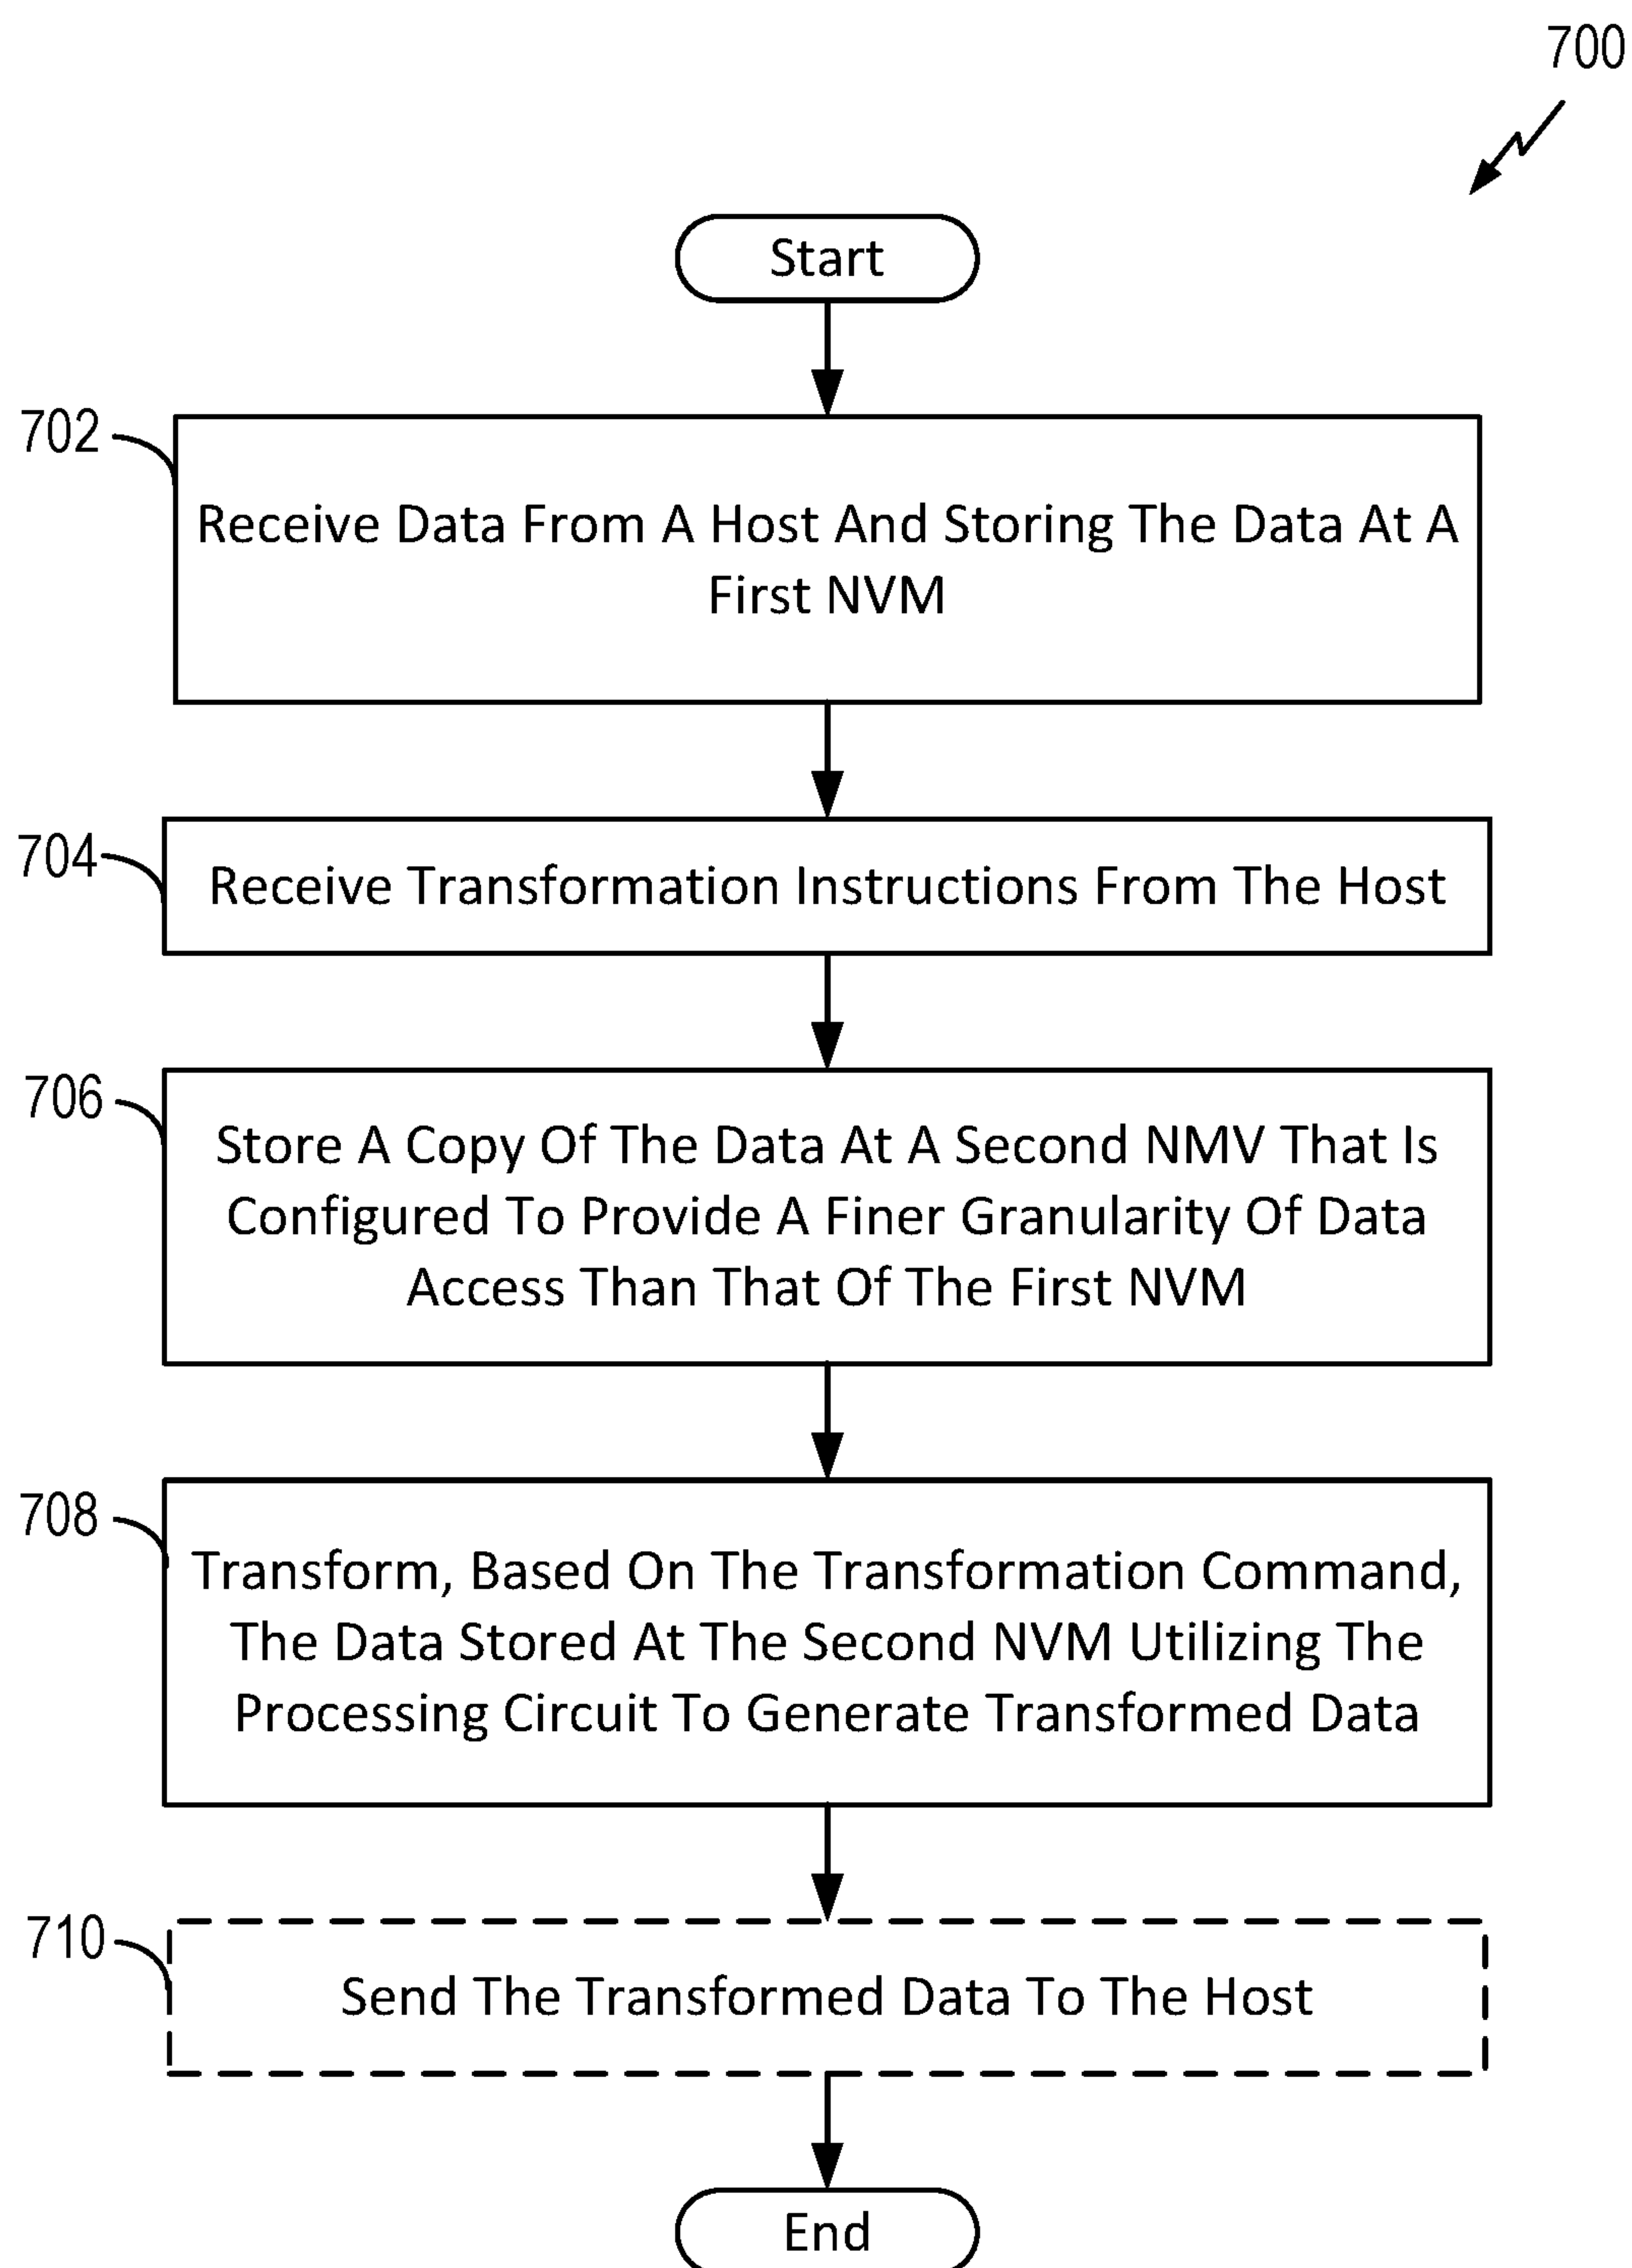 700
Start
702
Receive Data From A Host And Storing The Data At A
First NVM
704
Receive Transformation Instructions From The Host
706
Store A Copy Of The Data At A Second NMV That Is
Configured To Provide A Finer Granularity Of Data
Access Than That Of The First NVM
708
Transform, Based On The Transformation Command,
The Data Stored At The Second NVM Utilizing The
Processing Circuit To Generate Transformed Data
710
Send The Transformed Data To The Host
End